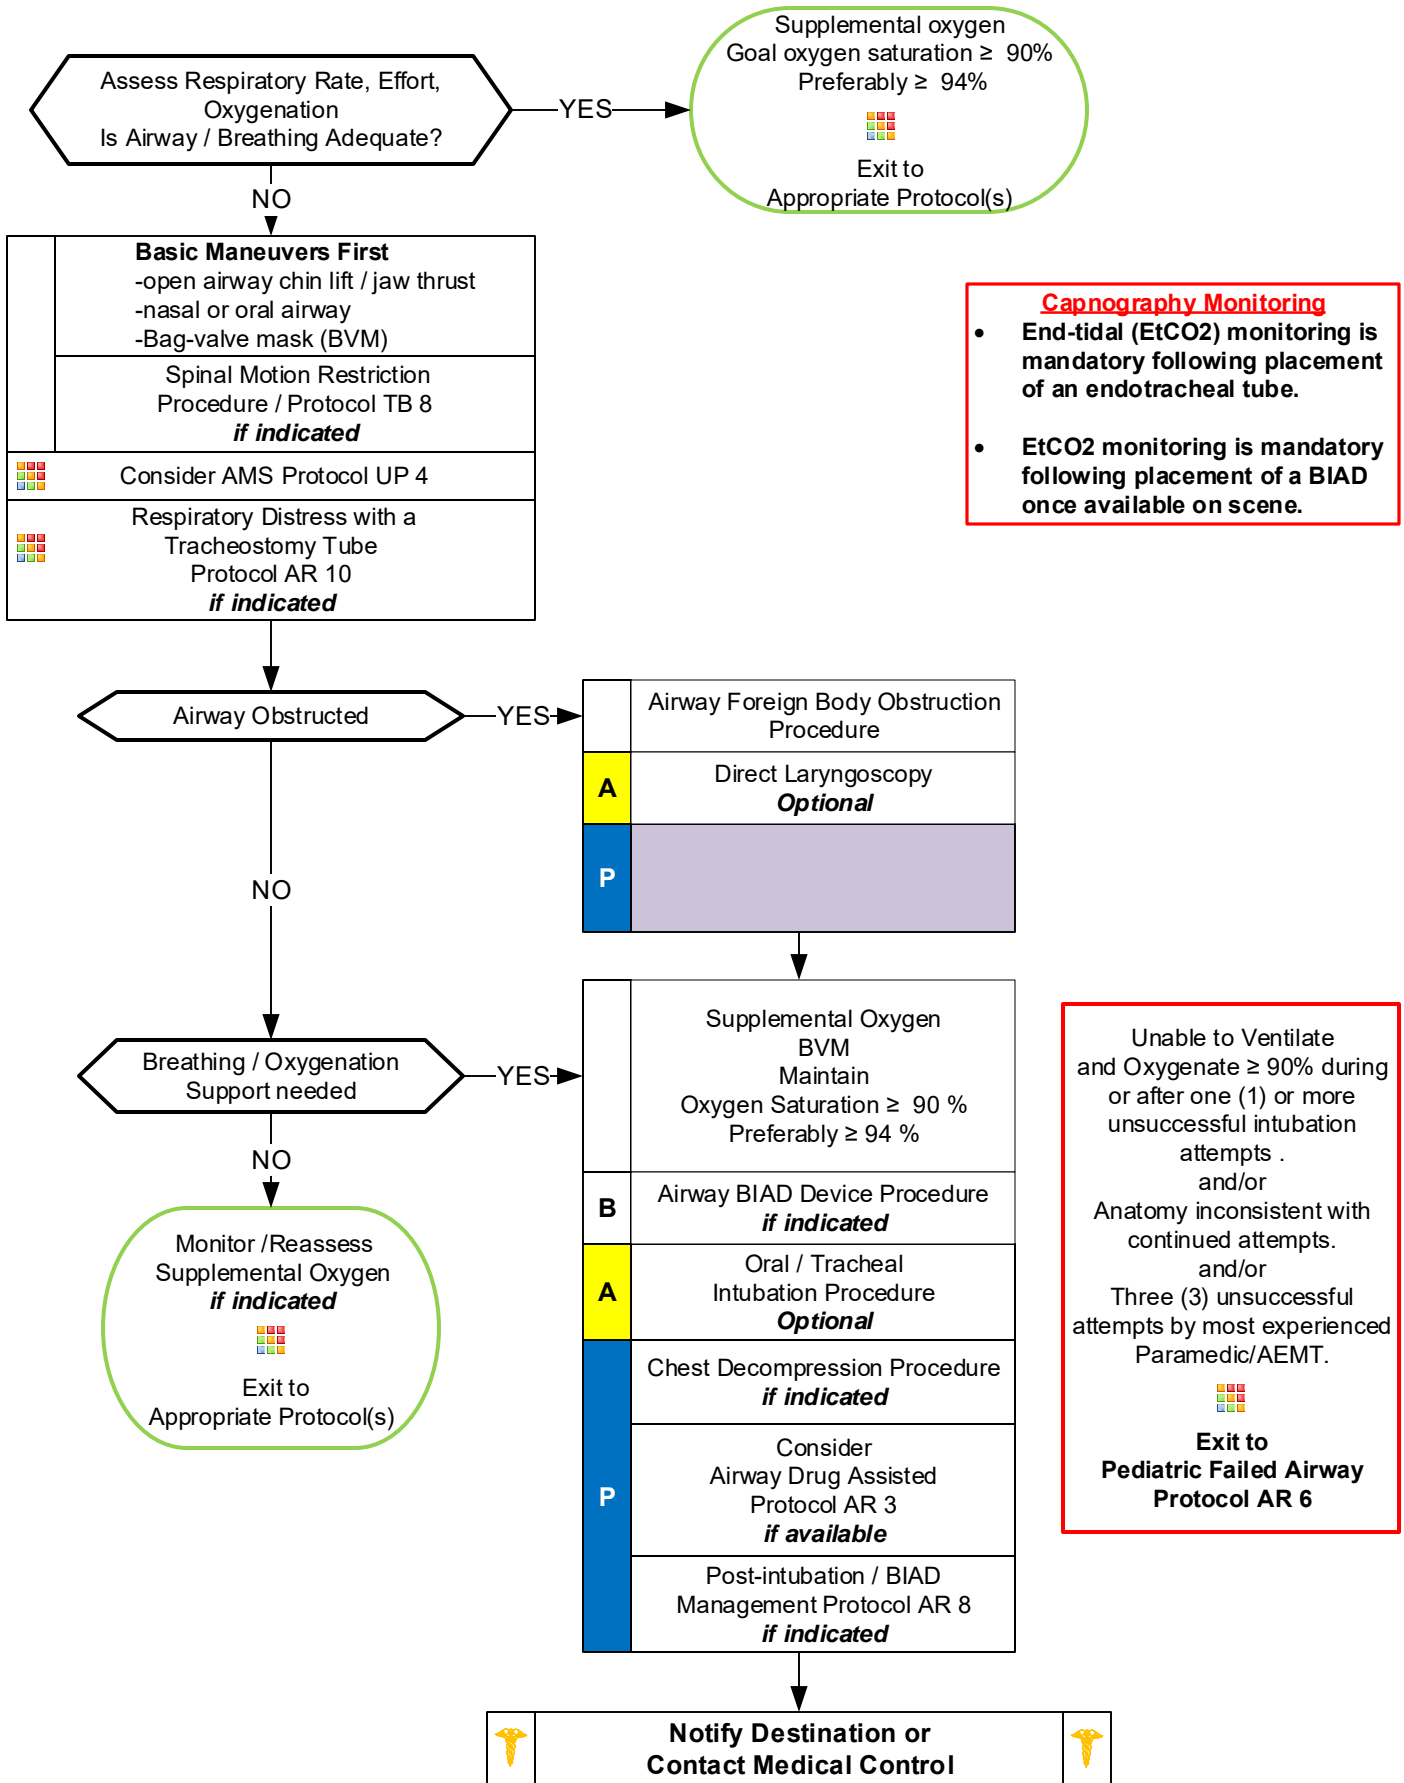 Assess Respiratory Rate, Effort,
Oxygenation
Is Airway / Breathing Adequate?
YES
Supplemental oxygen
Goal oxygen saturation ≥ 90%
Preferably ≥ 94%
Exit to
Appropriate Protocol(s)
NO
Basic Maneuvers First
-open airway chin lift / jaw thrust
-nasal or oral airway
-Bag-valve mask (BVM)
Spinal Motion Restriction
Procedure / Protocol TB 8
if indicated
Consider AMS Protocol UP 4
Respiratory Distress with a
Tracheostomy Tube
Protocol AR 10
if indicated
Capnography Monitoring
• End-tidal (EtCO2) monitoring is
mandatory following placement
of an endotracheal tube.
• EtCO2 monitoring is mandatory
following placement of a BIAD
once available on scene.
Airway Obstructed
YES
Airway Foreign Body Obstruction
Procedure
A
Direct Laryngoscopy
Optional
P
NO
Breathing / Oxygenation
Support needed
YES
Supplemental Oxygen
BVM
Maintain
Oxygen Saturation ≥ 90 %
Preferably ≥ 94 %
B
Airway BIAD Device Procedure
if indicated
A
Oral / Tracheal
Intubation Procedure
Optional
P
Chest Decompression Procedure
if indicated
Consider
Airway Drug Assisted
Protocol AR 3
if available
Post-intubation / BIAD
Management Protocol AR 8
if indicated
NO
Monitor /Reassess
Supplemental Oxygen
if indicated
Exit to
Appropriate Protocol(s)
Unable to Ventilate
and Oxygenate ≥ 90% during
or after one (1) or more
unsuccessful intubation
attempts .
and/or
Anatomy inconsistent with
continued attempts.
and/or
Three (3) unsuccessful
attempts by most experienced
Paramedic/AEMT.
Exit to
Pediatric Failed Airway
Protocol AR 6
Notify Destination or
Contact Medical Control